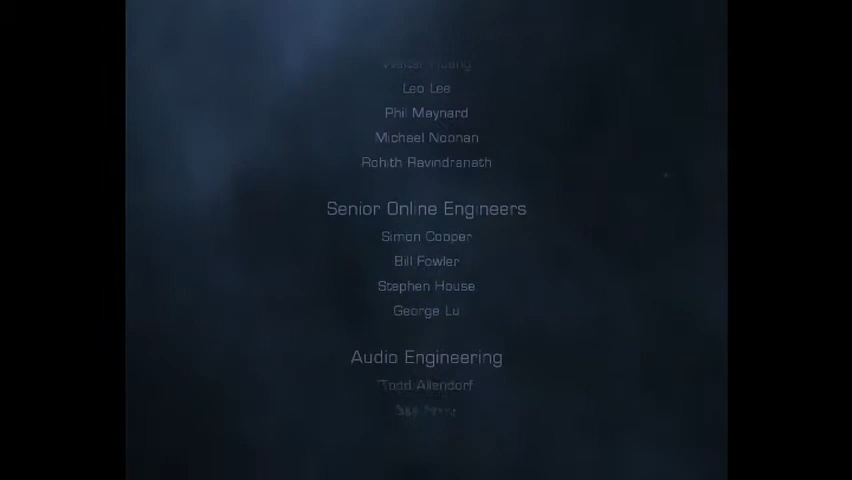 Leo Lee
Phil Maynard
Michael Noonan
Rohith Ravindranath
Senior Online Engineers
Simon Cooper
Bill Fowler
Stephen House
George Lu
Audio Engineering
Todd Allendorf